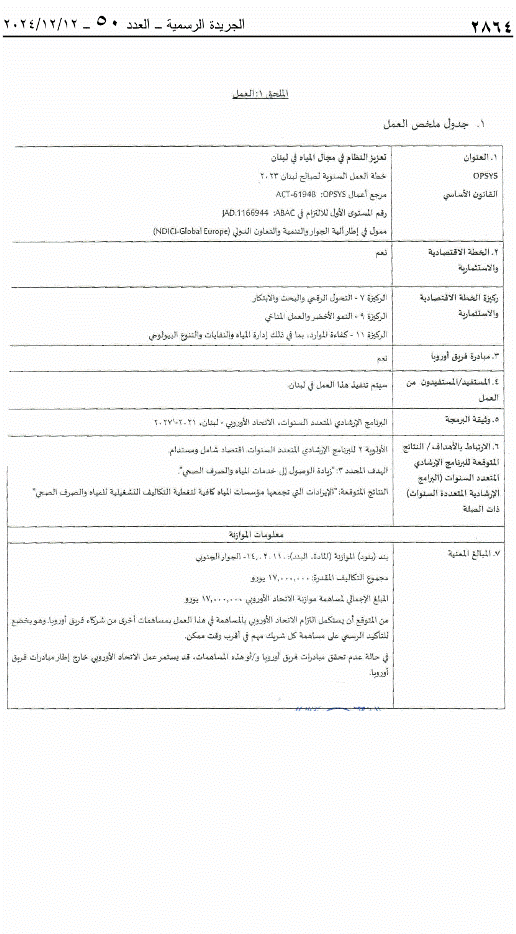 ٢٨٦٤ الجريدة الرسمية ــ العدد ٥٠ ــ ٢٠٢٤/١٢/١٢
الملحق ١: العمل
١. جدول ملخص العمل
١. العنوان
OPSYS
القانون الأساسي
تعزيز النظام في مجال المياه في لبنان
خطة العمل السنوية لصالح لبنان ٢٠٢٣
مرجع أعمال OPSYS: ACT-61948
رقم المستوى الأول للالتزام في ABAC: JAD.1166944
ممول في إطار آلية الجوار والتنمية والتعاون الدولي (NDICI-Global Europe)
٢. الخطة الاقتصادية
والاستثمارية
نعم
ركيزة الخطة الاقتصادية
والاستثمارية
الركيزة ٧ - التحول الرقمي والبحث والابتكار
الركيزة ٩ - النمو الأخضر والعمل المناخي
الركيزة ١١ - كفاءة الموارد، بما في ذلك إدارة المياه والنفايات والتنوع البيولوجي
٣. مبادرة فريق أوروبا
نعم
٤. المستفيد/المستفيدون من
العمل
سيتم تنفيذ هذا العمل في لبنان.
٥. وثيقة البرمجة
البرنامج الإرشادي المتعدد السنوات، الاتحاد الأوروبي - لبنان، ٢٠٢١-٢٠٢٧
٦. الارتباط بالأهداف/ النتائج
المتوقعة للبرنامج الإرشادي
المتعدد السنوات (البرامج
الإرشادية المتعددة السنوات)
ذات الصلة
الأولوية ٢ للبرنامج الإرشادي المتعدد السنوات: اقتصاد شامل ومستدام.
الهدف المحدد ٣: "زيادة الوصول إلى خدمات المياه والصرف الصحي".
النتائج المتوقعة: "الإيرادات التي تجمعها مؤسسات المياه كافية لتغطية التكاليف التشغيلية للمياه والصرف الصحي"
معلومات الموازنة
٧. المبالغ المعنية
بند (بنود) الموازنة (المادة، البند): ١٤.٠٢٠١١٠- الجوار الجنوبي
مجموع التكاليف المقدرة: ١٧,٠٠٠,٠٠٠ يورو
المبلغ الإجمالي لمساهمة موازنة الاتحاد الأوروبي ١٧,٠٠٠,٠٠٠ يورو
من المتوقع أن يستكمل التزام الاتحاد الأوروبي بالمساهمة في هذا العمل بمساهمات أخرى من شركاء فريق أوروبا. وهو يخضع
للتأكيد الرسمي على مساهمة كل شريك مهم في أقرب وقت ممكن.
في حالة عدم تحقق مبادرات فريق أوروبا و/أو هذه المساهمات، قد يستمر عمل الاتحاد الأوروبي خارج إطار مبادرات فريق
أوروبا.